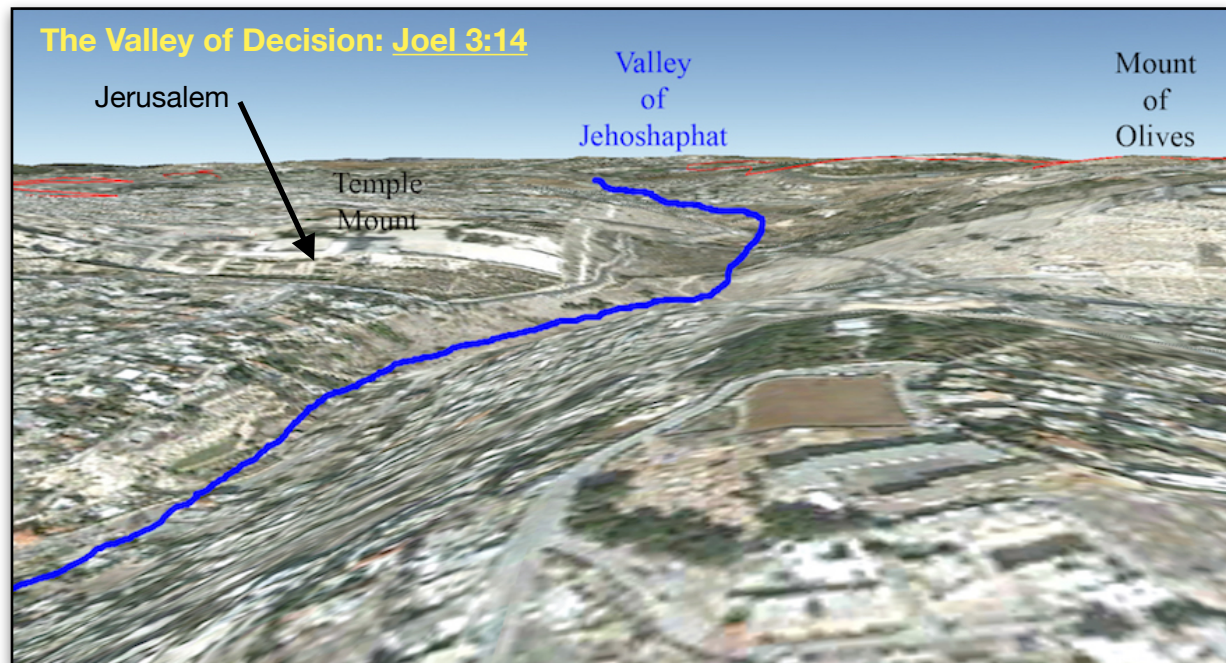 The Valley of Decision: Joel 3:14
Jerusalem
Valley
of
Jehoshaphat
Mount
of
Olives
Temple
Mount